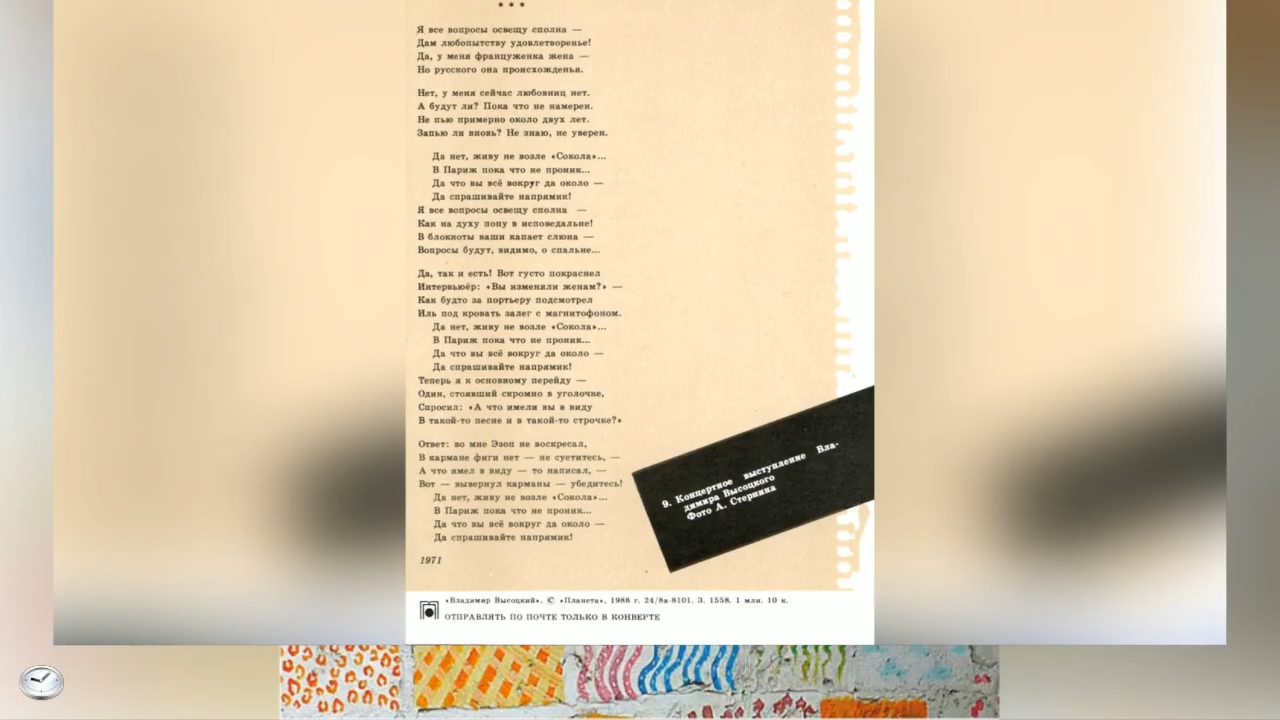 * * *
Я все вопросы освещу сполна —
Дам любопытству удовлетворенье!
Да, у меня француженка жена —
Но русского она происхожденья.
Нет, у меня сейчас любовниц нет.
А будут ли? Пока что не намерен.
Не пью примерно около двух лет.
Запью ли вновь? Не знаю, не уверен.
Да нет, живу не возле «Сокола»...
В Париж пока что не проник...
Да что вы всё вокруг да около —
Да спрашивайте напрямик!
Я все вопросы освещу сполна —
Как на духу попу в исповедальне!
В блокноты ваши капает слюна —
Вопросы будут, видимо, о спальне...
Да, так и есть! Вот густо покраснел
Интервьюёр: «Вы изменяли женам?» —
Как будто за портьеру подсмотрел
Иль под кровать залег с магнитофоном.
Да нет, живу не возле «Сокола»...
В Париж пока что не проник...
Да что вы всё вокруг да около —
Да спрашивайте напрямик!
Теперь я к основному перейду —
Один, стоявший скромно в уголочке,
Спросил: «А что имели вы в виду
В такой-то песне и в такой-то строчке?»
Ответ: во мне Эзоп не воскресал,
В кармане фиги нет — не суетитесь, —
А что имел в виду — то написал, —
Вот — вывернул карманы — убедитесь!
Да нет, живу не возле «Сокола»...
В Париж пока что не проник...
Да что вы всё вокруг да около —
Да спрашивайте напрямик!
1971
9. Концертное выступление Вла-
димира Высоцкого
Фото А. Стернина
«Владимир Высоцкий». © «Планета», 1988 г. 24/8а-8101. З. 1558. 1 млн. 10 к.
ОТПРАВЛЯТЬ ПО ПОЧТЕ ТОЛЬКО В КОНВЕРТЕ